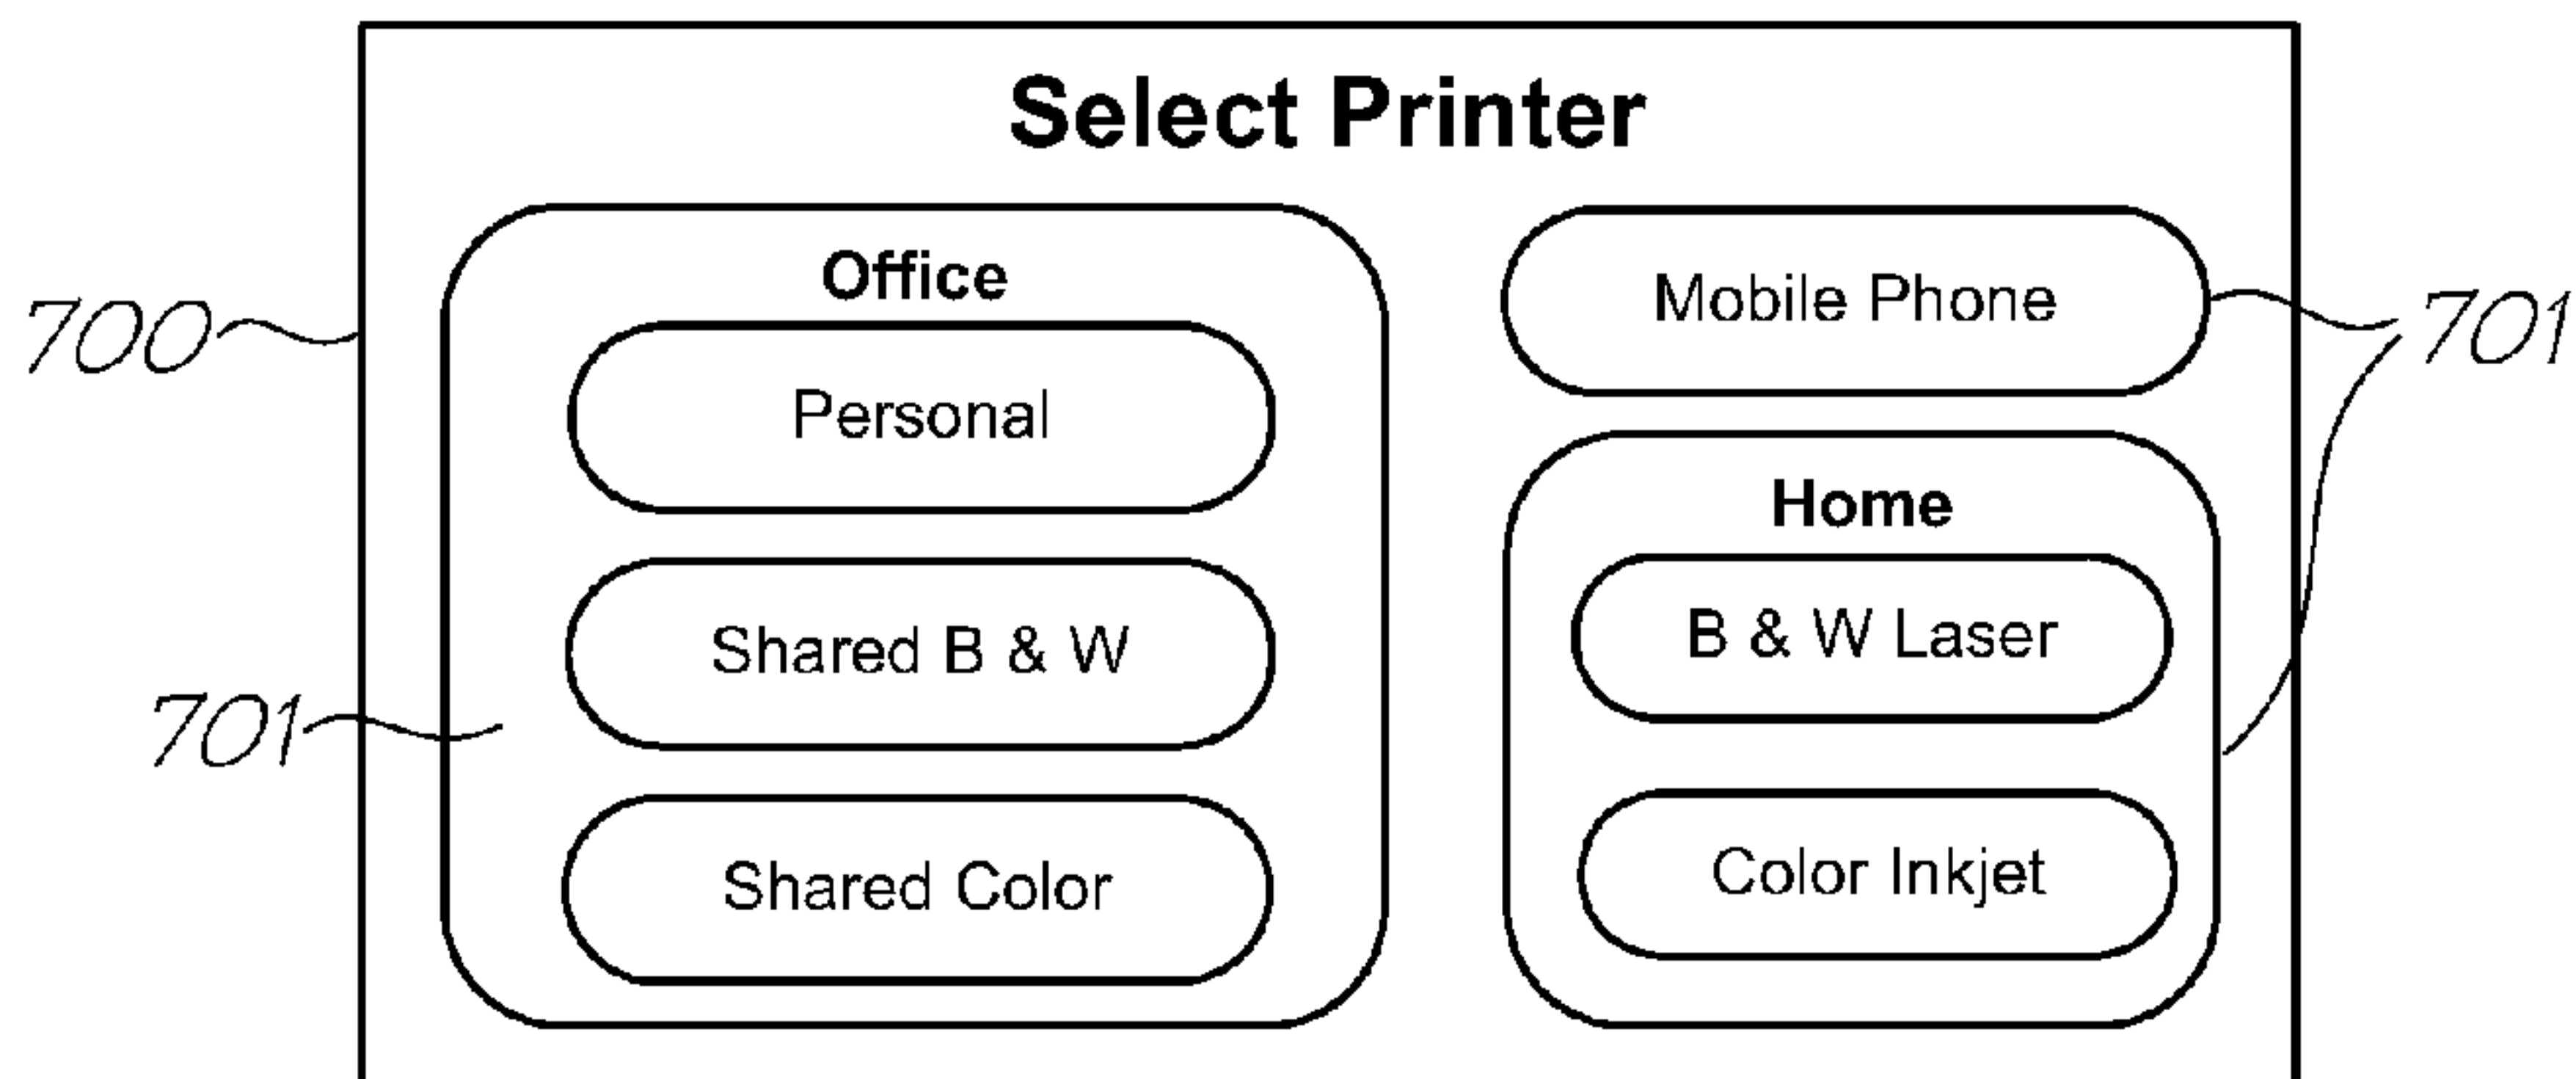 Select Printer
Office
Personal
Shared B & W
Shared Color
Mobile Phone
Home
B & W Laser
Color Inkjet
700
701
701